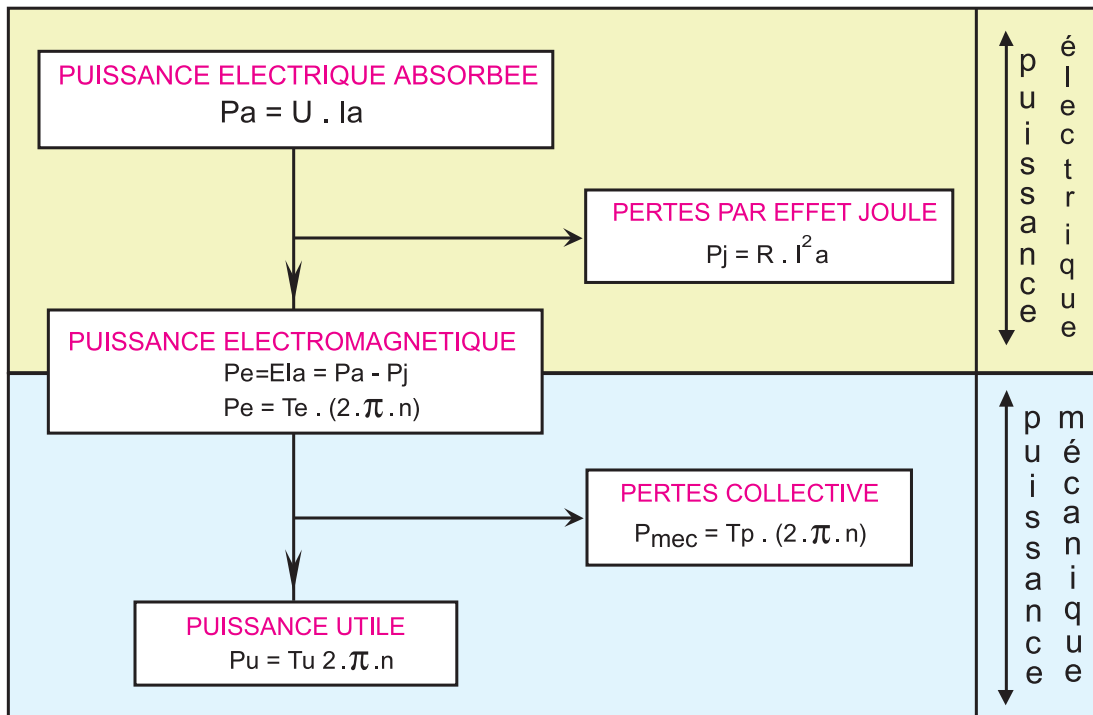 PUISSANCE ELECTRIQUE ABSORBEE
Pa = U . Ia
PERTES PAR EFFET JOULE
Pj = R . I²a
PUISSANCE ELECTROMAGNETIQUE
Pe=EIa = Pa - Pj
Pe = Te . (2.π.n)
PERTES COLLECTIVE
Pmec = Tp . (2.π.n)
PUISSANCE UTILE
Pu = Tu 2.π.n
puissance
électrique
puissance
mécanique